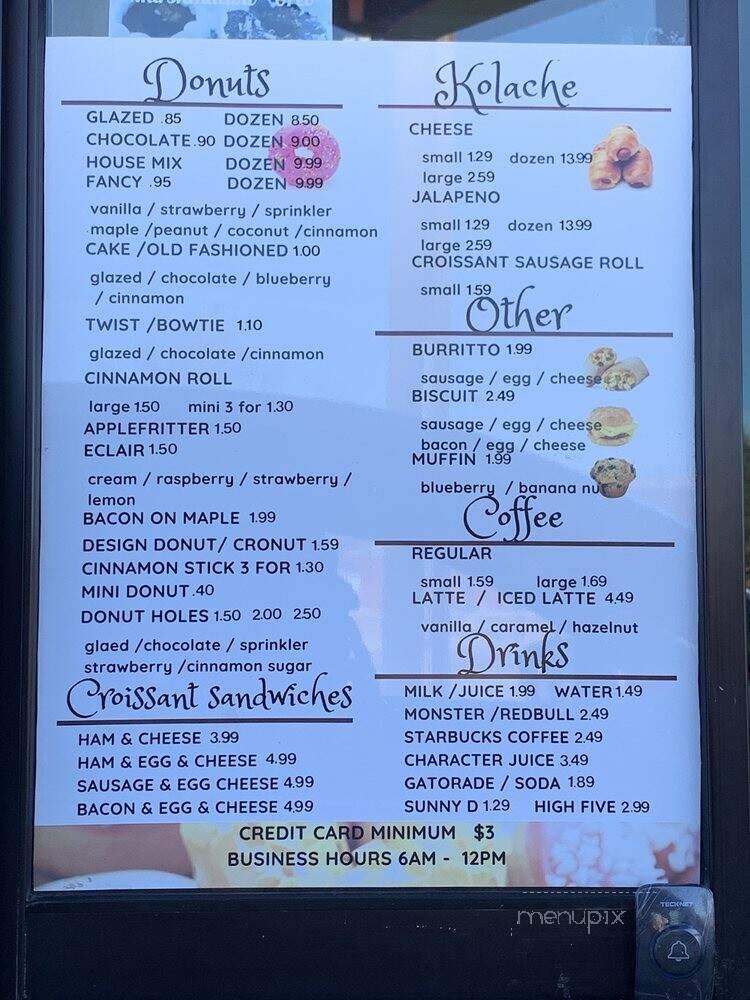 Donuts
GLAZED .85 DOZEN 8.50
CHOCOLATE .90 DOZEN 9.00
HOUSE MIX DOZEN 9.99
FANCY .95 DOZEN 9.99
vanilla / strawberry / sprinkler
maple /peanut / coconut /cinnamon
CAKE /OLD FASHIONED 1.00
glazed / chocolate / blueberry
/ cinnamon
TWIST /BOWTIE 1.10
glazed / chocolate /cinnamon
CINNAMON ROLL
large 1.50 mini 3 for 1.30
APPLEFRITTER 1.50
ECLAIR 1.50
cream / raspberry / strawberry /
lemon
BACON ON MAPLE 1.99
DESIGN DONUT/ CRONUT 1.59
CINNAMON STICK 3 FOR 1.30
MINI DONUT .40
DONUT HOLES 1.50 2.00 2.50
glaed /chocolate / sprinkler
strawberry /cinnamon sugar
Croissant sandwiches
HAM & CHEESE 3.99
HAM & EGG & CHEESE 4.99
SAUSAGE & EGG CHEESE 4.99
BACON & EGG & CHEESE 4.99
Kolache
CHEESE
small 1.29 dozen 13.99
large 2.59
JALAPENO
small 1.29 dozen 13.99
large 2.59
CROISSANT SAUSAGE ROLL
small 1.59
Other
BURRITTO 1.99
sausage / egg / cheese
BISCUIT 2.49
sausage / egg / cheese
bacon / egg / cheese
MUFFIN 1.99
blueberry / banana nu
Coffee
REGULAR
small 1.59 large 1.69
LATTE / ICED LATTE 4.49
vanilla / caramel / hazelnut
Drinks
MILK /JUICE 1.99 WATER 1.49
MONSTER /REDBULL 2.49
STARBUCKS COFFEE 2.49
CHARACTER JUICE 3.49
GATORADE / SODA 1.89
SUNNY D 1.29 HIGH FIVE 2.99
CREDIT CARD MINIMUM $3
BUSINESS HOURS 6AM - 12PM
menupix
TECKNET